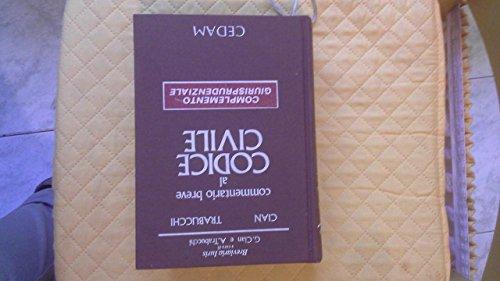 Breviaria Iuris
a cura di
G. Cian e A. Trabucchi
CIAN TRABUCCHI
commentario breve
al
CODICE
CIVILE
COMPLEMENTO
GIURISPRUDENZIALE
CEDAM